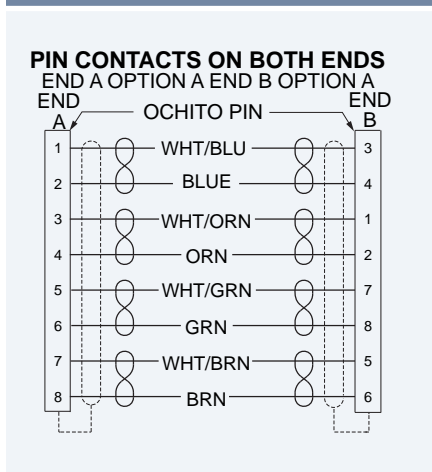 PIN CONTACTS ON BOTH ENDS
END A OPTION A END B OPTION A
END A
END B
OCHITO PIN
1 WHT/BLU 3
2 BLUE 4
3 WHT/ORN 1
4 ORN 2
5 WHT/GRN 7
6 GRN 8
7 WHT/BRN 5
8 BRN 6